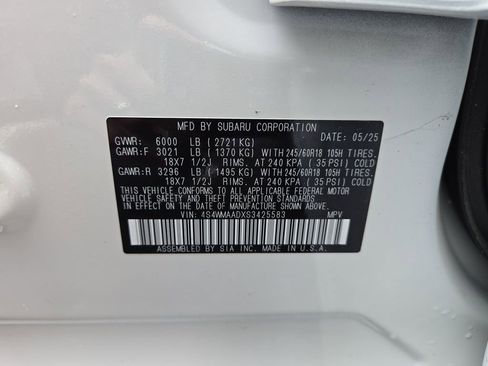 MFD BY SUBARU CORPORATION
GVWR: 6000 LB ( 2721 KG) DATE: 05/25
GAWR:F 3021 LB ( 1370 KG) WITH 245/60R18 105H TIRES.
18X7 1/2J RIMS. AT 240 KPA ( 35 PSI) COLD TIRE
GAWR:R 3296 LB ( 1495 KG) WITH 245/60R18 105H TIRES.
18X7 1/2J RIMS. AT 240 KPA ( 35 PSI) COLD TIRE
THIS VEHICLE CONFORMS TO ALL APPLICABLE FEDERAL MOTOR
VEHICLE SAFETY AND THEFT PREVENTION STANDARDS
IN EFFECT ON THE DATE OF MANUFACTURE SHOWN ABOVE.
VIN: 4S4WMAADXS3425583 MPV
ASSEMBLED BY SIA INC. MADE IN U.S.A.